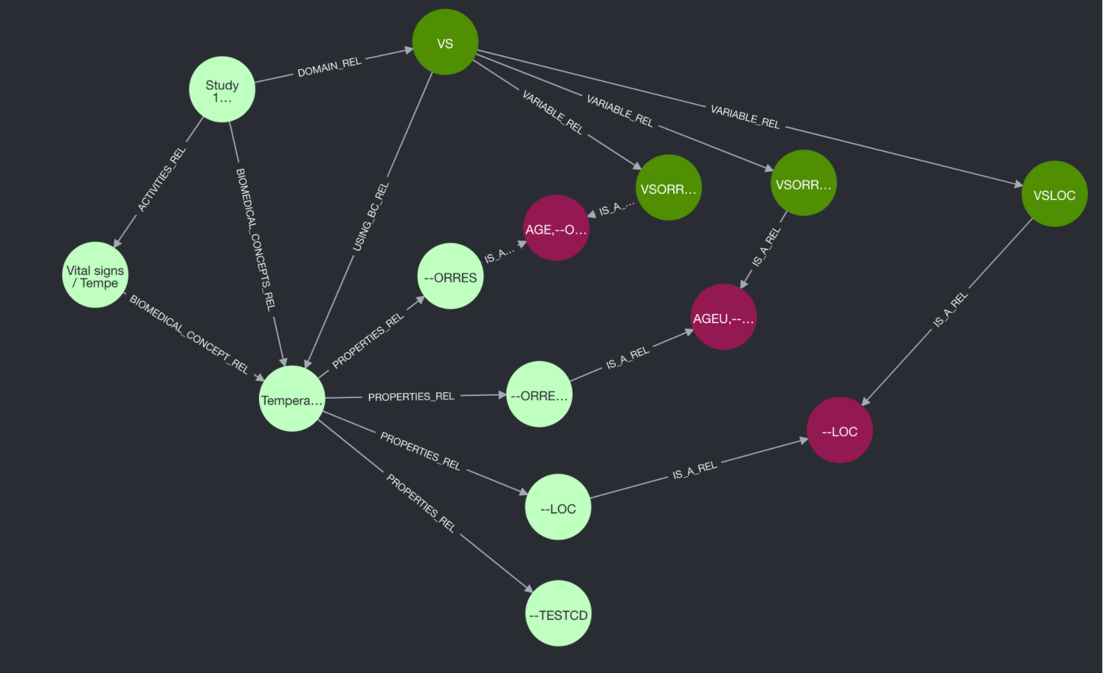 VS
DOMAIN_REL
Study
1…
VARIABLE_REL
VARIABLE_REL
VARIABLE_REL
ACTIVITIES_REL
BIOMEDICAL_CONCEPTS_REL
USING_BC_REL
VSORR…
VSORR…
VSLOC
IS_A_…
AGE,--O…
IS_A…
IS_A_REL
Vital signs
/ Tempe
--ORRES
BIOMEDICAL_CONCEPT_REL
PROPERTIES_REL
AGEU,--…
IS_A_REL
IS_A_REL
Tempera…
PROPERTIES_REL
--ORRE…
PROPERTIES_REL
--LOC
IS_A_REL
PROPERTIES_REL
--LOC
--TESTCD